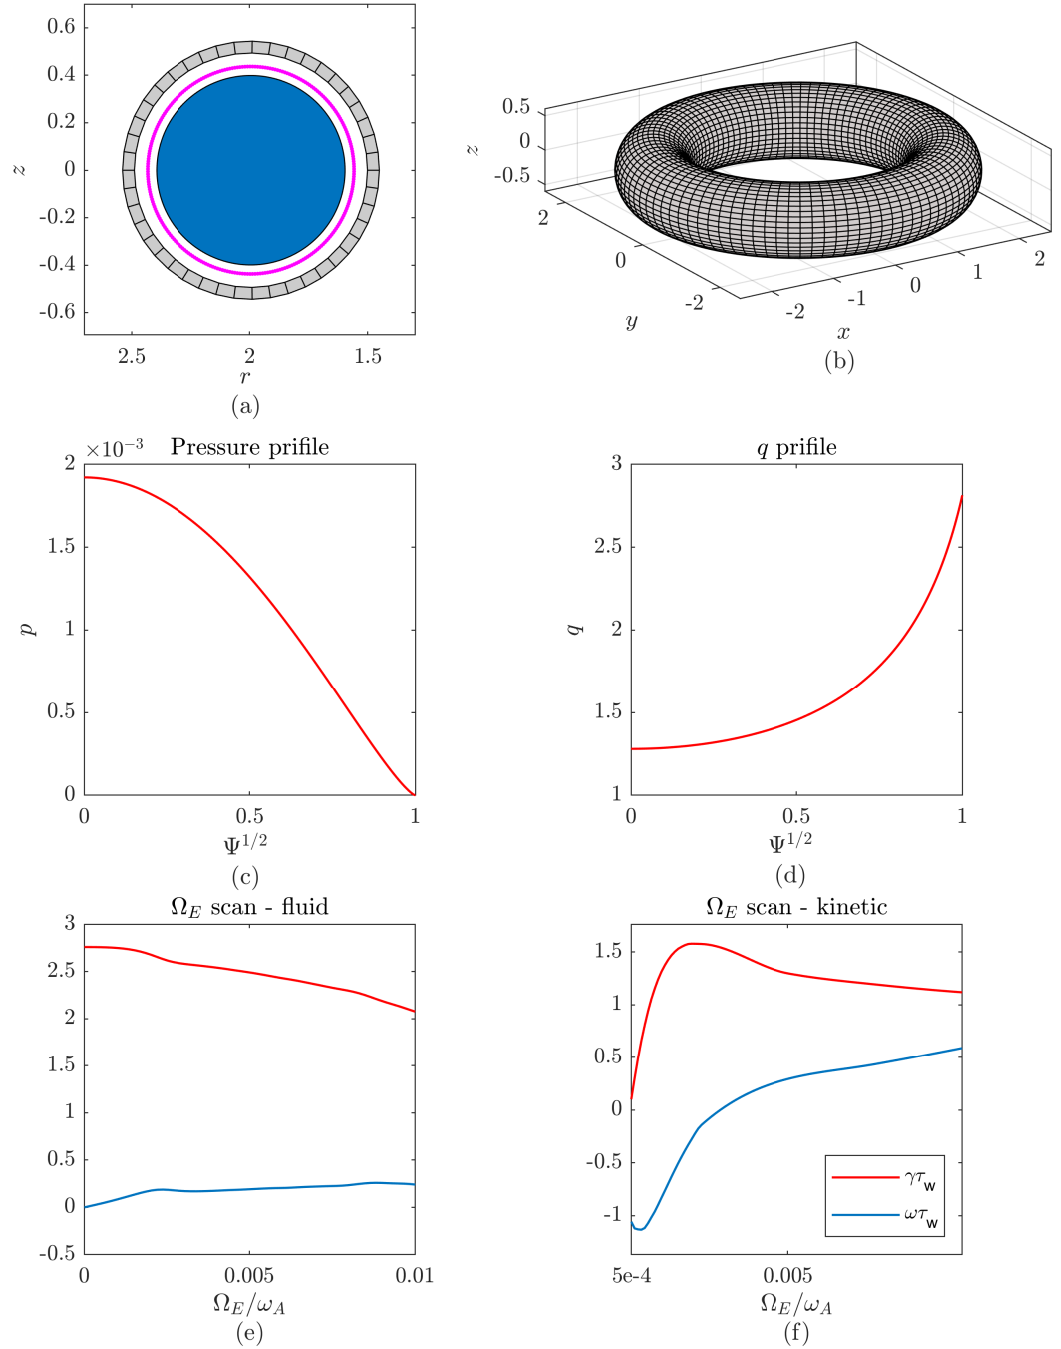 0.6
0.4
0.2
0
-0.2
-0.4
-0.6
z
2.5 2 1.5
r
(a)
0.5
0
-0.5
z
2
0
-2
y
-2
-1
0
1
2
x
(b)
×10⁻³ Pressure prifile
2
1.5
1
0.5
0
p
0 0.5 1
Ψ^{1/2}
(c)
q prifile
3
2.5
2
1.5
1
q
0 0.5 1
Ψ^{1/2}
(d)
Ω_E scan - fluid
3
2.5
2
1.5
1
0.5
0
-0.5
0 0.005 0.01
Ω_E/ω_A
(e)
Ω_E scan - kinetic
1.5
1
0.5
0
-0.5
-1
γτ_w
ωτ_w
5e-4 0.005
Ω_E/ω_A
(f)